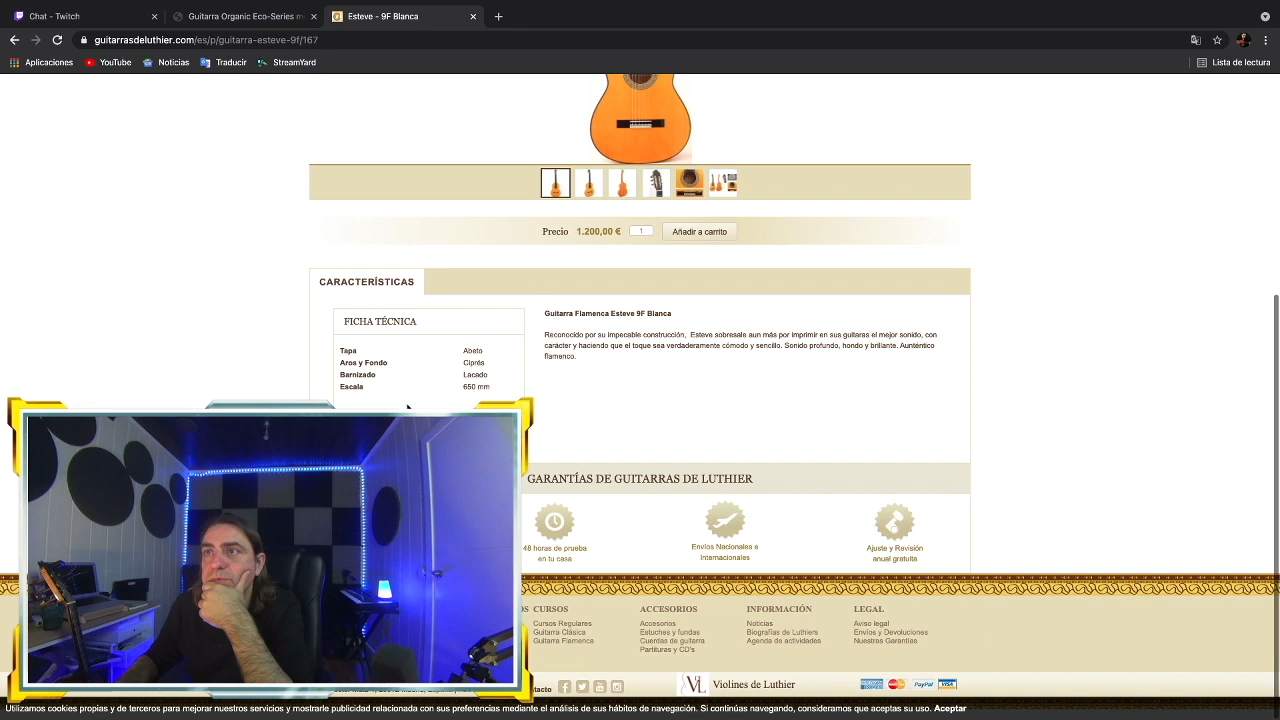 Chat - Twitch
Guitarra Organic Eco-Series m
Esteve - 9F Blanca
guitarrasdeluthier.com/es/p/guitarra-esteve-9f/167
Aplicaciones
YouTube
Noticias
Traducir
StreamYard
Lista de lectura
Precio 1.200,00 € 1 Añadir a carrito
CARACTERÍSTICAS
FICHA TÉCNICA
Tapa Abeto
Aros y Fondo Ciprés
Barnizado Lacado
Escala 650 mm
Guitarra Flamenca Esteve 9F Blanca
Reconocido por su impecable construcción, Esteve sobresale aun más por imprimir en sus guitaras el mejor sonido, con
carácter y haciendo que el toque sea verdaderamente cómodo y sencillo. Sonido profundo, hondo y brillante. Aunténtico
flamenco.
GARANTÍAS DE GUITARRAS DE LUTHIER
48 horas de prueba
en tu casa
Envíos Nacionales e
Internacionales
Ajuste y Revisión
anual gratuita
OS CURSOS
Cursos Regulares
Guitarra Clásica
Guitarra Flamenca
ACCESORIOS
Accesorios
Estuches y fundas
Cuerdas de guitarra
Partituras y CD's
INFORMACIÓN
Noticias
Biografías de Luthiers
Agenda de actividades
LEGAL
Aviso legal
Envíos y Devoluciones
Nuestras Garantías
ntacto
VL Violines de Luthier
PayPal
VISA
Utilizamos cookies propias y de terceros para mejorar nuestros servicios y mostrarle publicidad relacionada con sus preferencias mediante el análisis de sus hábitos de navegación. Si continúas navegando, consideramos que aceptas su uso. Aceptar